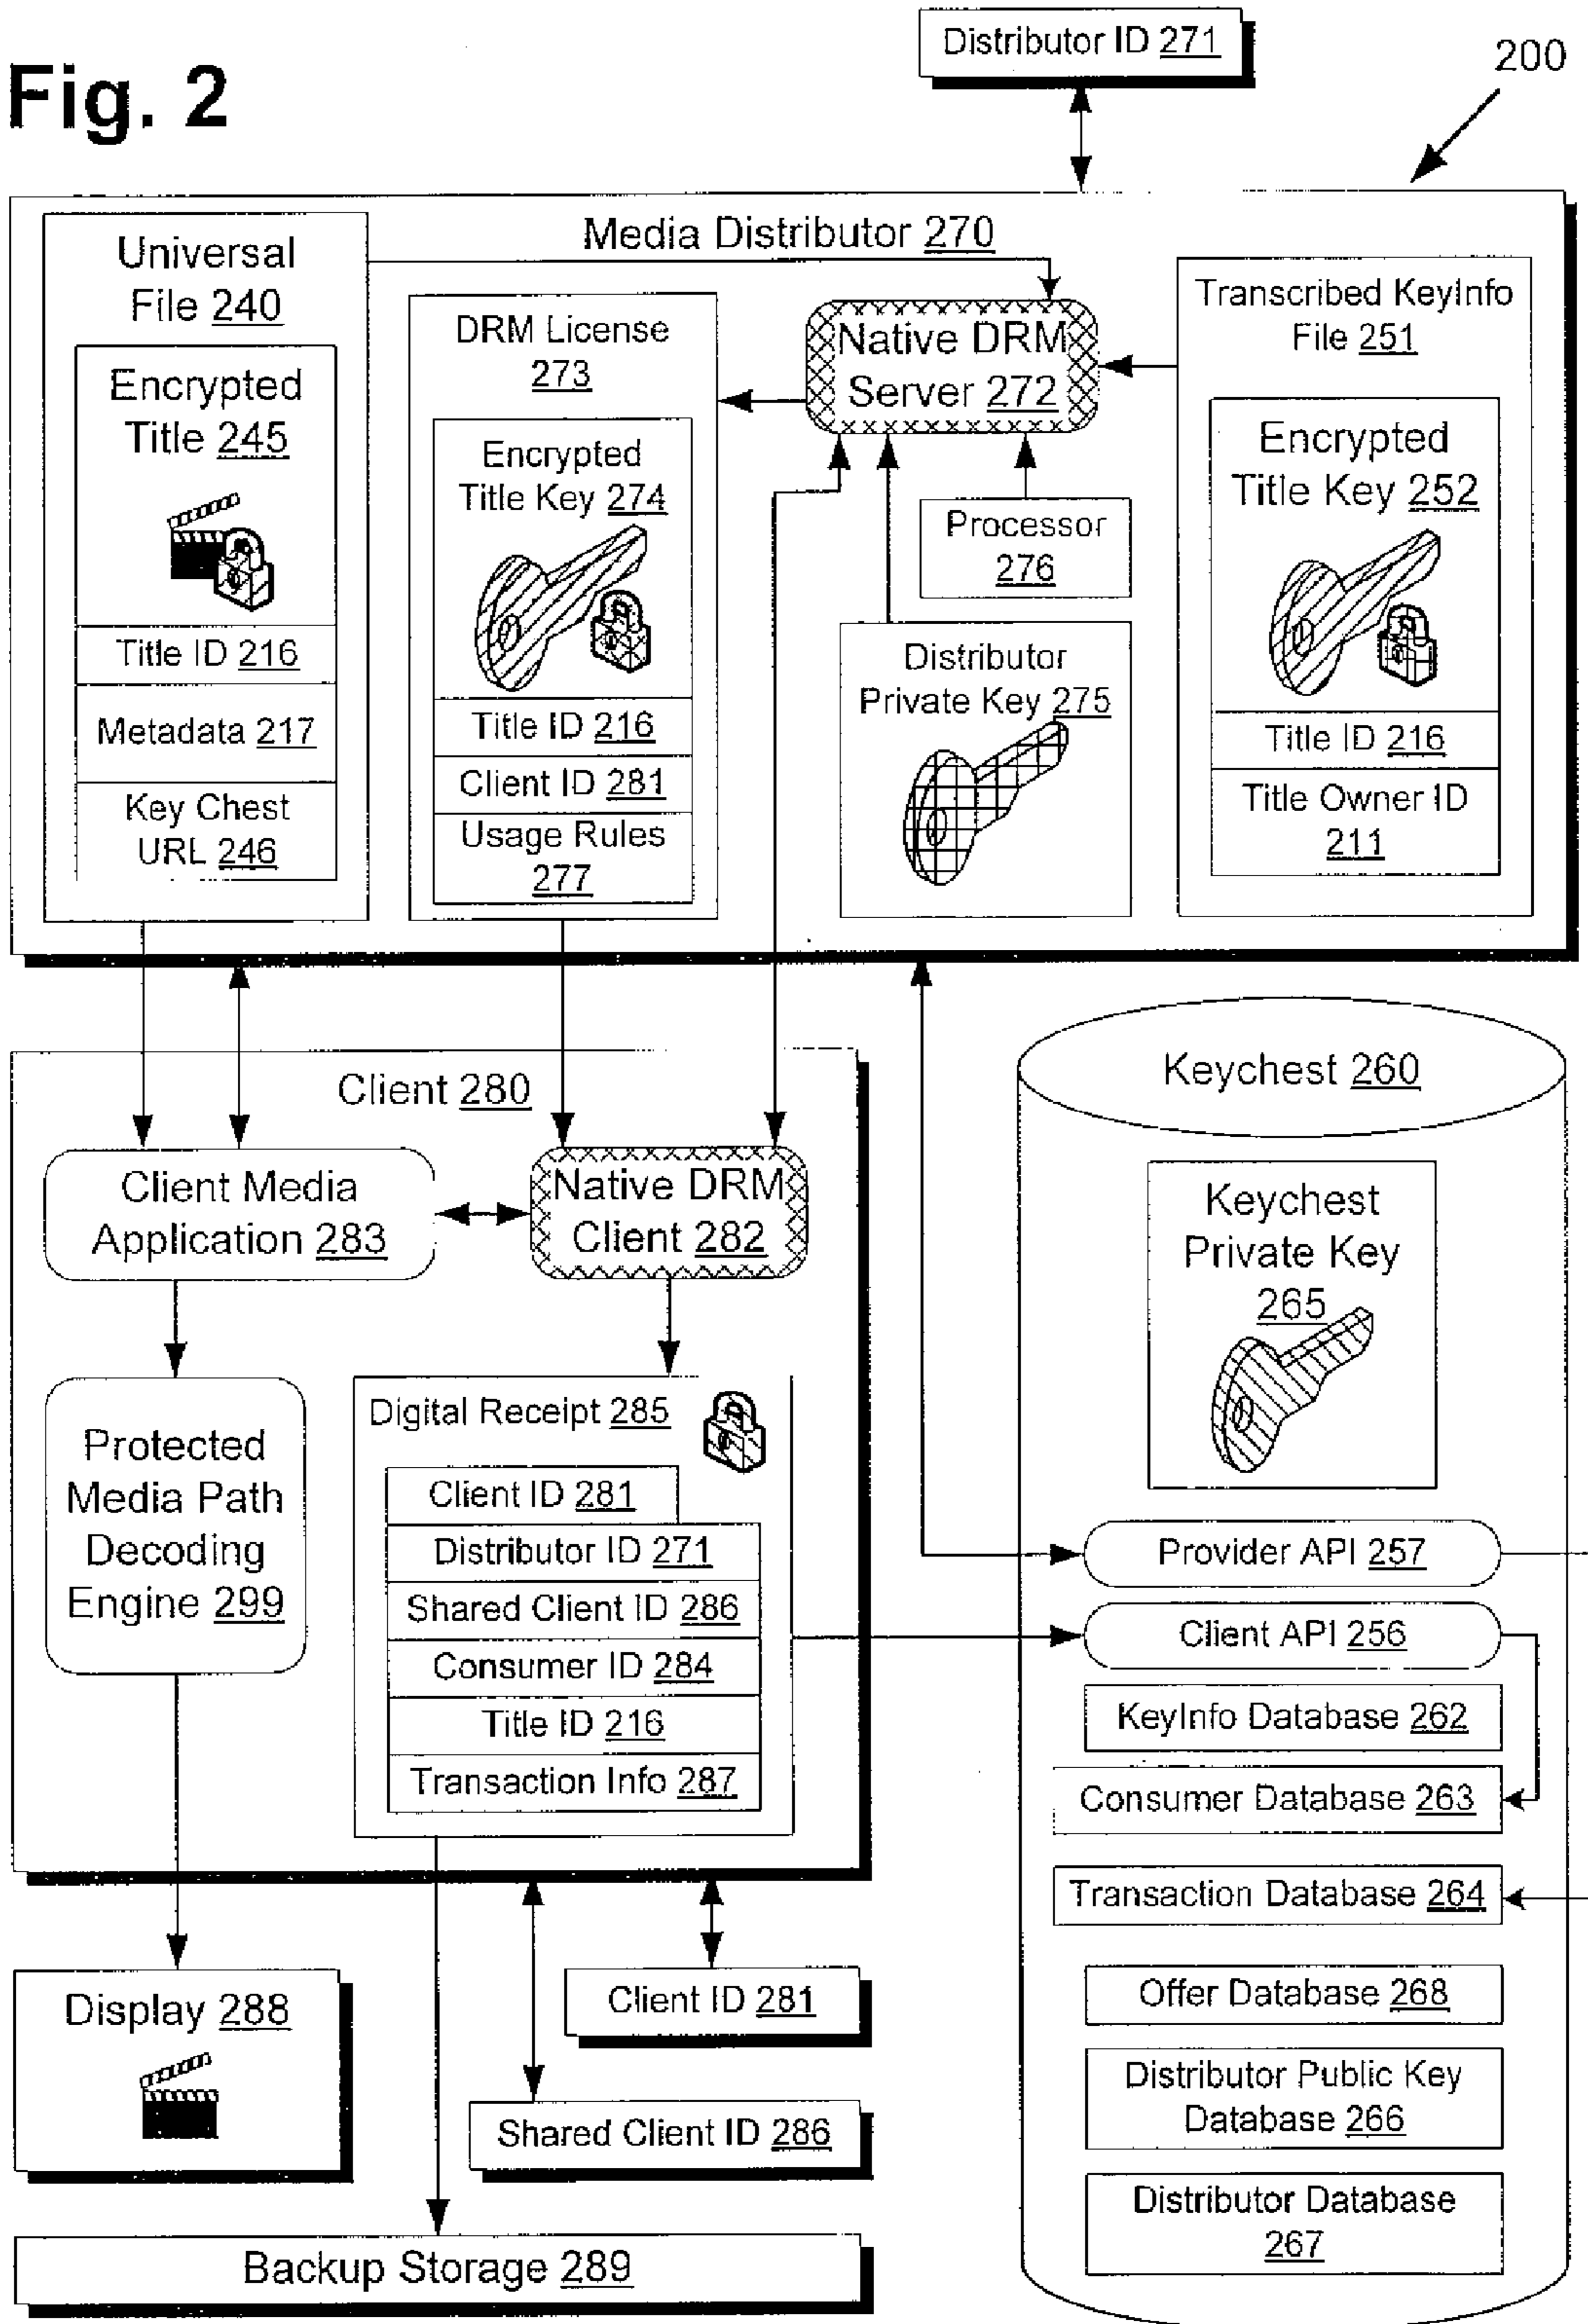 Distributor ID 271
200
Fig. 2
Media Distributor 270
Universal
File 240
Encrypted
Title 245
Title ID 216
Metadata 217
Key Chest
URL 246
DRM License
273
Encrypted
Title Key 274
Title ID 216
Client ID 281
Usage Rules
277
Native DRM
Server 272
Processor
276
Distributor
Private Key 275
Transcribed KeyInfo
File 251
Encrypted
Title Key 252
Title ID 216
Title Owner ID
211
Client 280
Client Media
Application 283
Native DRM
Client 282
Protected
Media Path
Decoding
Engine 299
Digital Receipt 285
Client ID 281
Distributor ID 271
Shared Client ID 286
Consumer ID 284
Title ID 216
Transaction Info 287
Display 288
Client ID 281
Shared Client ID 286
Backup Storage 289
Keychest 260
Keychest
Private Key
265
Provider API 257
Client API 256
KeyInfo Database 262
Consumer Database 263
Transaction Database 264
Offer Database 268
Distributor Public Key
Database 266
Distributor Database
267